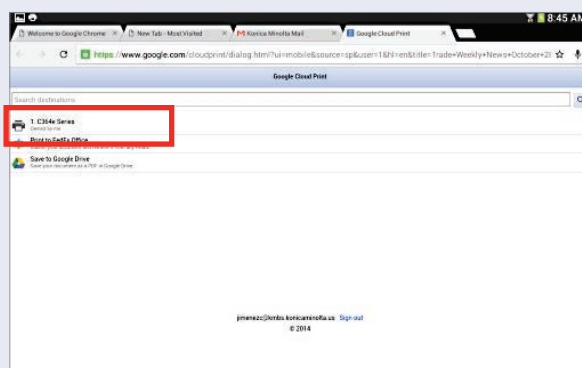 8:45 AM
Welcome to Google Chrome
New Tab - Most Visited
Konica Minolta Mail
Google Cloud Print
https://www.google.com/cloudprint/dialog.html?ui=mobile&source=sp&user=1&hl=en&title=Trade+Weekly+News+October+2
Google Cloud Print
Search destinations
1. C364e Series
Owned by me
Print to FedEx Office
Save to Google Drive
Save your document as a PDF in Google Drive
jimenezc@kmbs.konicaminolta.us Sign out
© 2014